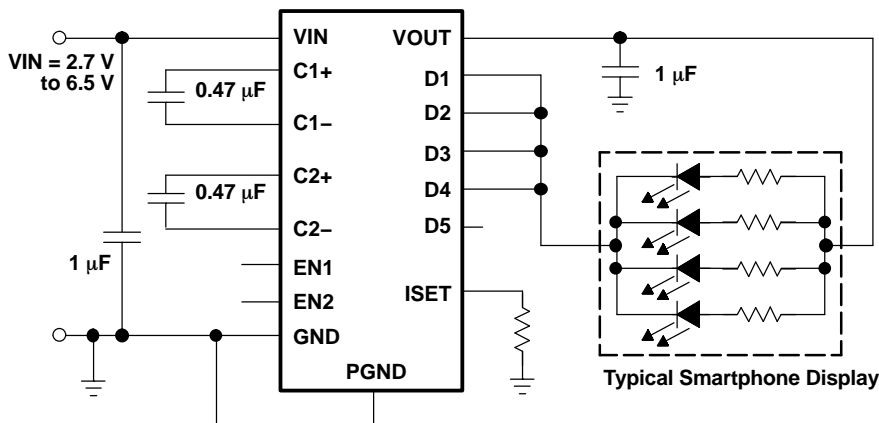 VIN
VOUT
VIN = 2.7 V
to 6.5 V
C1+
0.47 μF
C1−
D1
1 μF
D2
D3
C2+
0.47 μF
D4
C2−
D5
1 μF
EN1
EN2
ISET
GND
PGND
Typical Smartphone Display